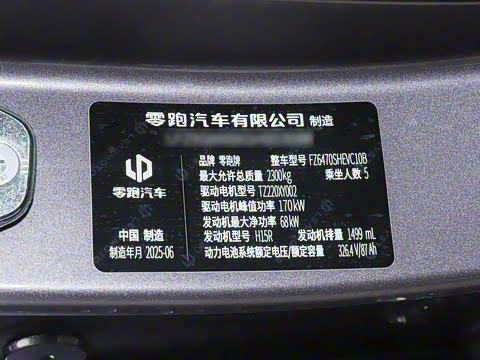 零跑汽车有限公司 制造
品牌 零跑牌 整车型号 FZ6470SHEVC10B
最大允许总质量 2300kg 乘坐人数 5
驱动电机型号 TZ220XY002
驱动电机峰值功率 170kW
发动机最大净功率 68kW
发动机型号 H15R 发动机排量 1499 mL
动力电池系统额定电压/额定容量 326.4V/87Ah
零跑汽车
中国 制造
制造年月 2025-06